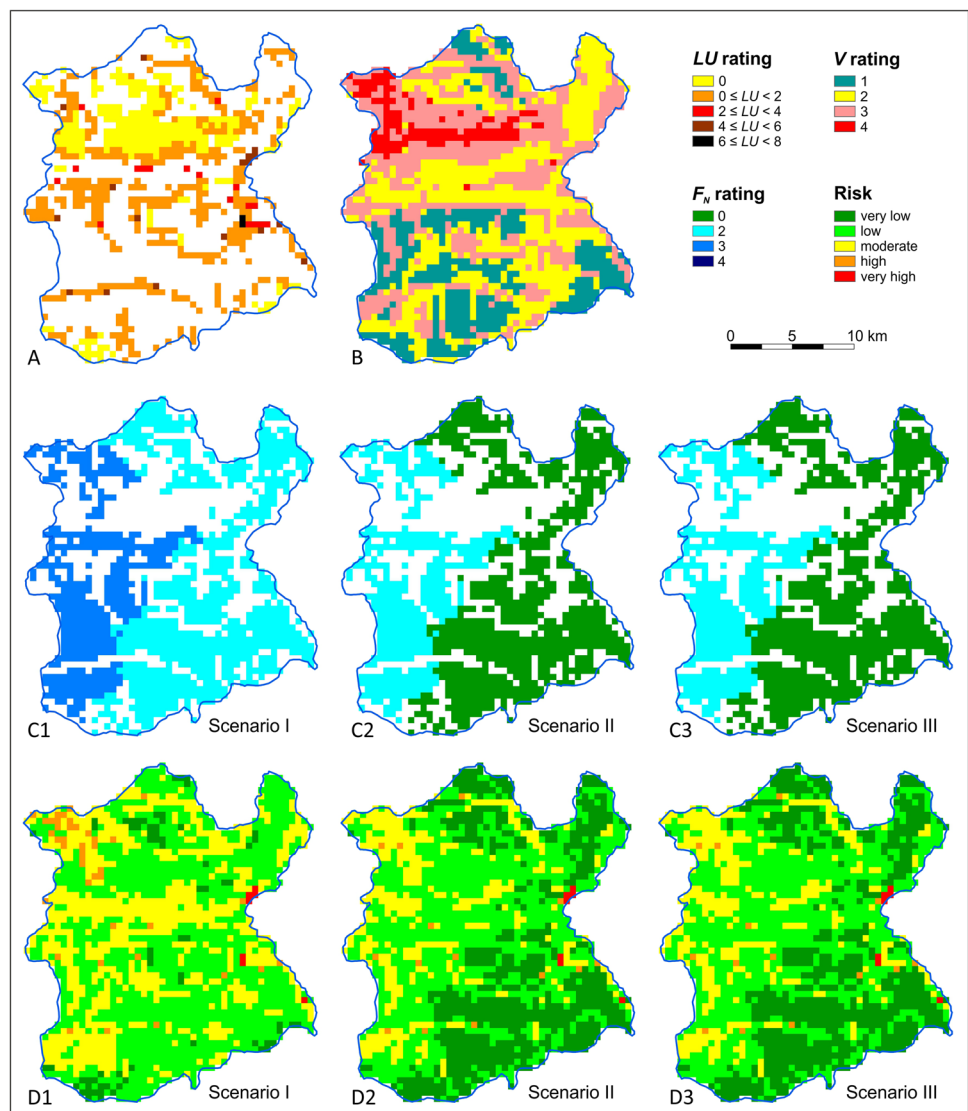 LU rating
0
0 ≤ LU < 2
2 ≤ LU < 4
4 ≤ LU < 6
6 ≤ LU < 8
V rating
1
2
3
4
F_N rating
0
2
3
4
Risk
very low
low
moderate
high
very high
0 5 10 km
A
B
C1 Scenario I
C2 Scenario II
C3 Scenario III
D1 Scenario I
D2 Scenario II
D3 Scenario III